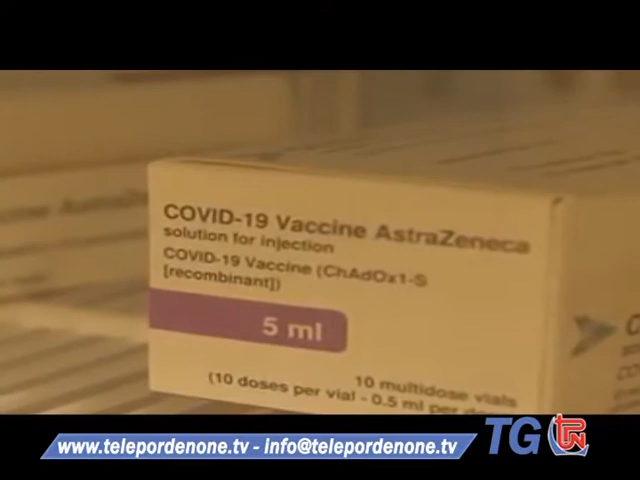 COVID-19 Vaccine AstraZeneca
solution for injection
COVID-19 Vaccine (ChAdOx1-S
[recombinant])
5 ml
10 multidose vials
(10 doses per vial - 0.5 ml per
www.telepordenone.tv - info@telepordenone.tv
TG TPN